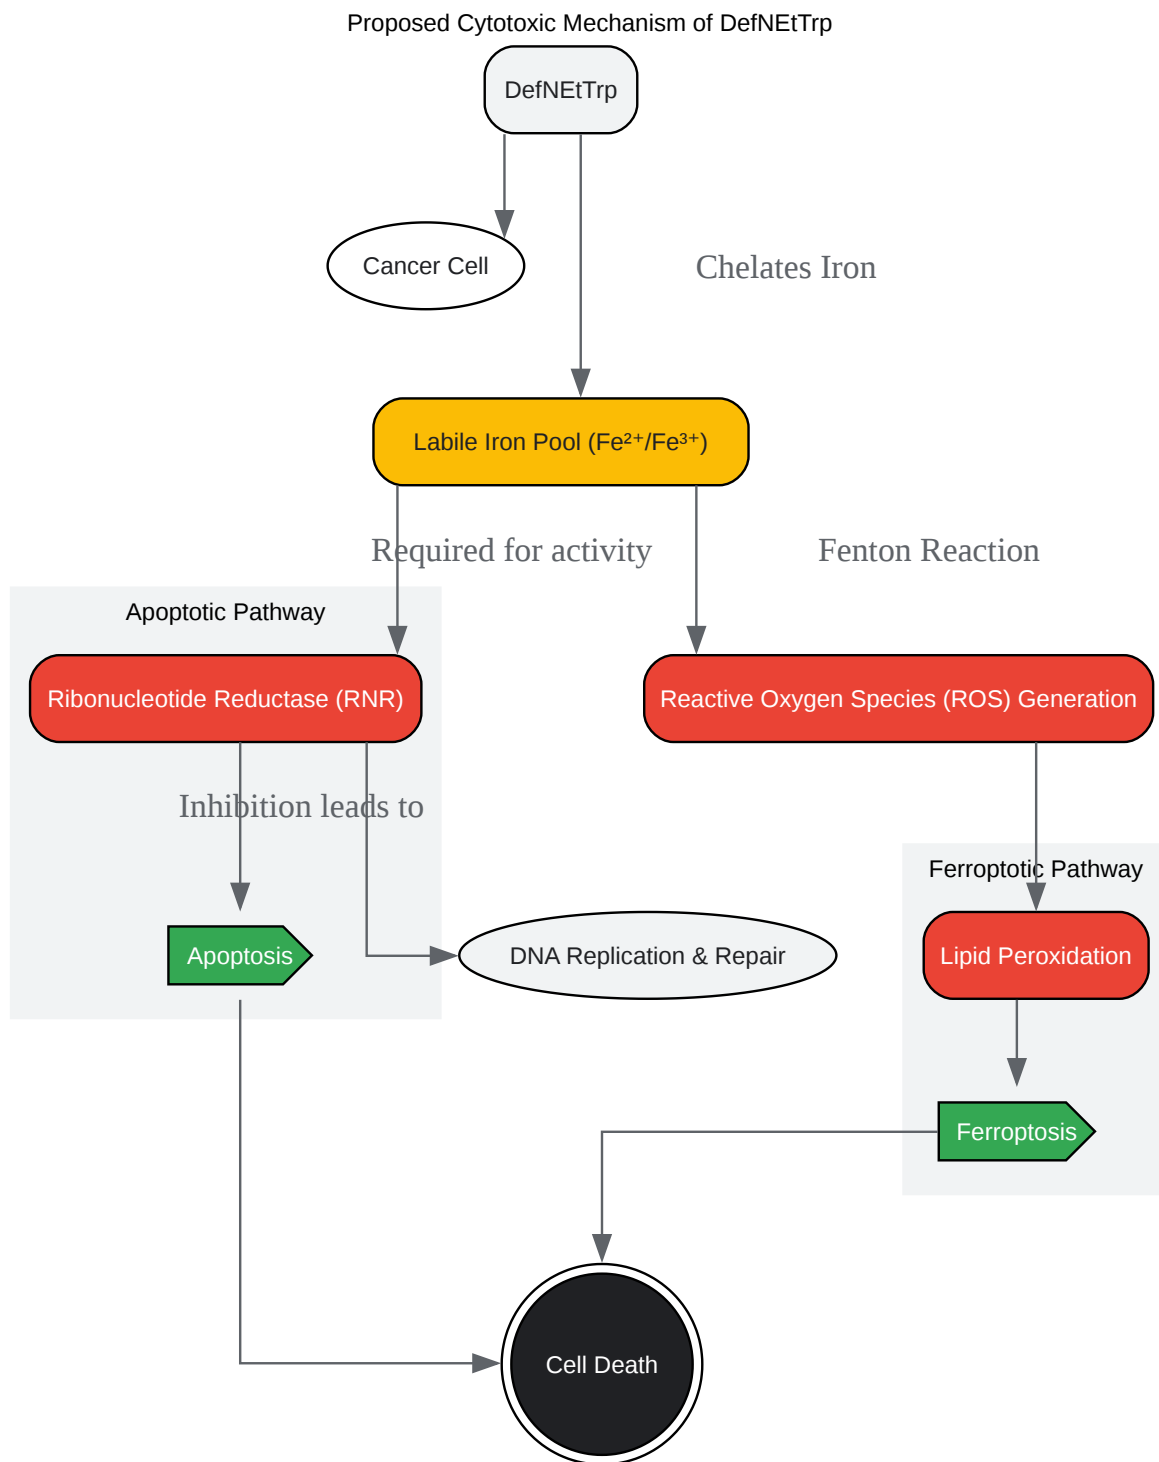 Proposed Cytotoxic Mechanism of DefNEtTrp
DefNEtTrp
Cancer Cell
Chelates Iron
Labile Iron Pool (Fe²⁺/Fe³⁺)
Required for activity
Fenton Reaction
Apoptotic Pathway
Ribonucleotide Reductase (RNR)
Reactive Oxygen Species (ROS) Generation
Inhibition leads to
Ferroptotic Pathway
Apoptosis
DNA Replication & Repair
Lipid Peroxidation
Ferroptosis
Cell Death